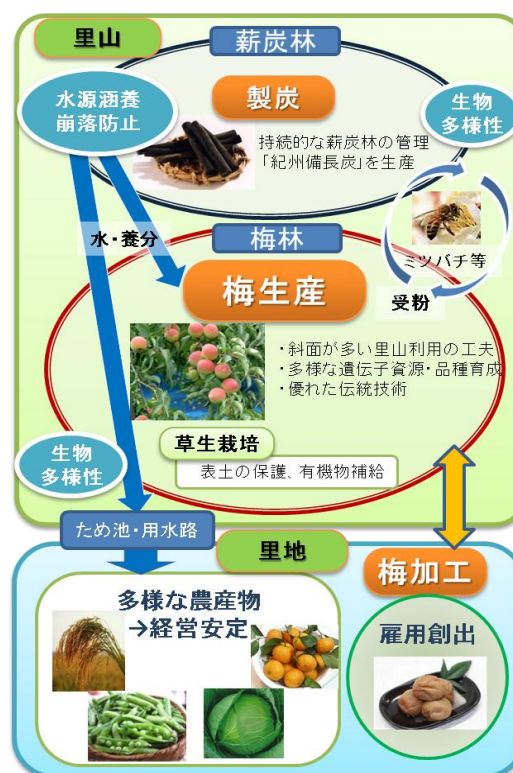 里山
薪炭林
水源涵養
崩落防止
製炭
生物
多様性
持続的な薪炭林の管理
「紀州備長炭」を生産
水・養分
梅林
ミツバチ等
受粉
梅生産
・斜面が多い里山利用の工夫
・多様な遺伝子資源・品種育成
・優れた伝統技術
草生栽培
生物
多様性
表土の保護、有機物補給
ため池・用水路
里地
梅加工
多様な農産物
→経営安定
雇用創出